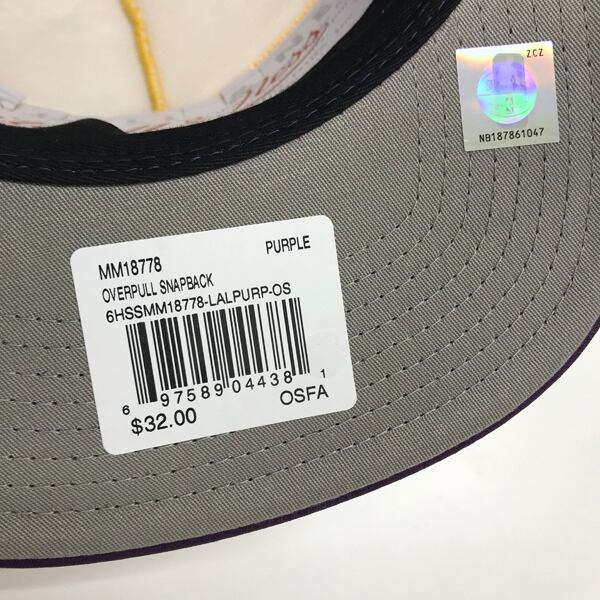 ZCZ
NB187861047
MM18778
PURPLE
OVERPULL SNAPBACK
6HSSMM18778-LALPURP-OS
6 97589 04438 1
$32.00
OSFA